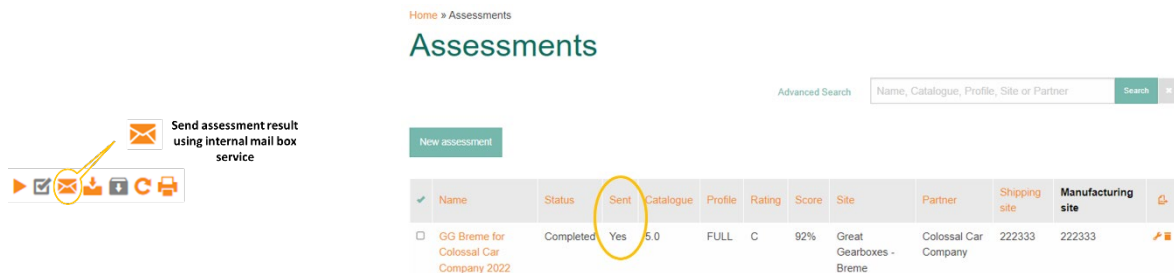 Send assessment result
using internal mail box
service
Home » Assessments
Assessments
Advanced Search
Name, Catalogue, Profile, Site or Partner
Search
New assessment
Name Status Sent Catalogue Profile Rating Score Site Partner Shipping site Manufacturing site
GG Breme for Colossal Car Company 2022 Completed Yes 5.0 FULL C 92% Great Gearboxes - Breme Colossal Car Company 222333 222333